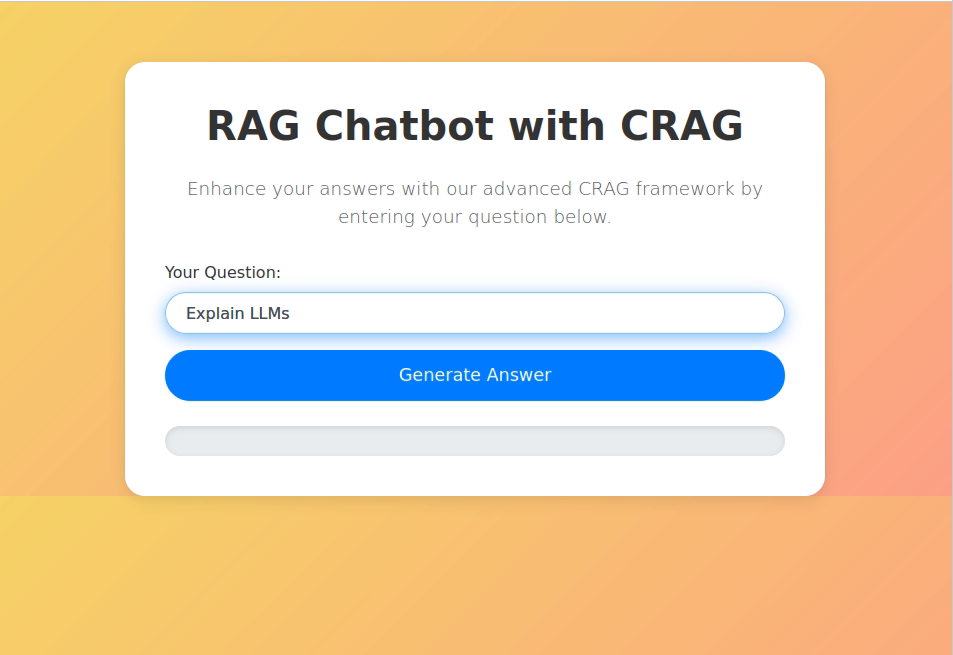 RAG Chatbot with CRAG
Enhance your answers with our advanced CRAG framework by
entering your question below.
Your Question:
Explain LLMs
Generate Answer